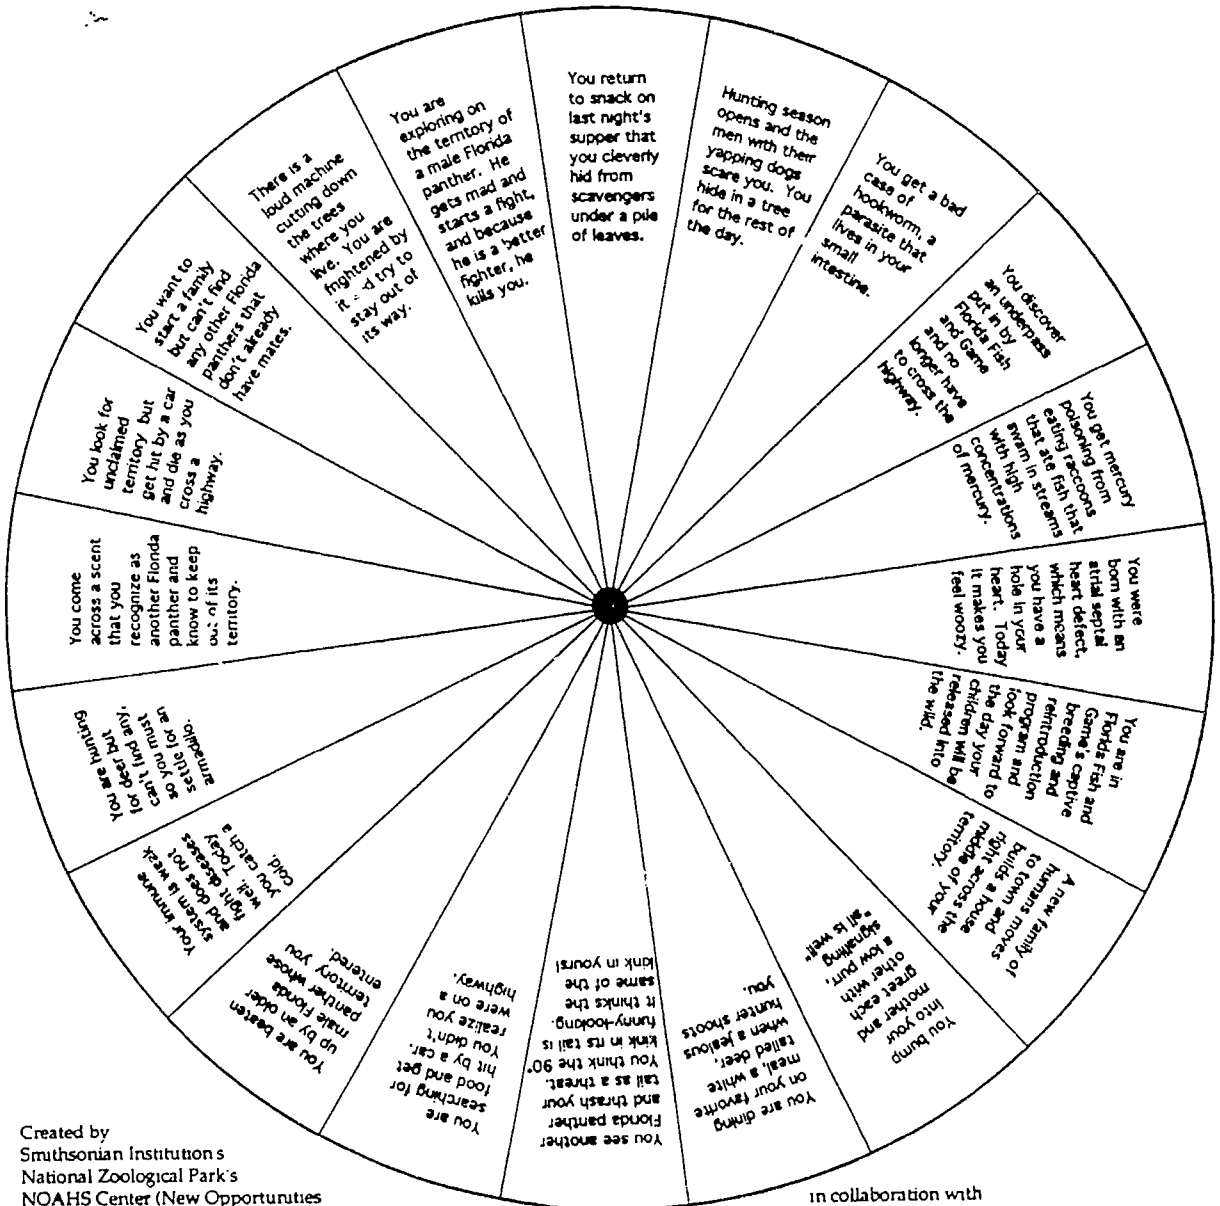 You return
to snack on
last night's
supper that
you cleverly
hid from
scavengers
under a pile
of leaves.
Hunting season
opens and the
men with their
yapping dogs
scare you. You
hide in a tree
for the rest of
the day.
You get a bad
case of
hookworm, a
parasite that
lives in your
small
intestine.
You discover
an underpass
put in by
Florida Fish
and Game
and no
longer have
to cross the
highway.
You get mercury
poisoning from
eating raccoons
that ate fish that
swam in streams
with high
concentrations
of mercury.
You were
born with an
atrial septal
heart defect,
which means
you have a
hole in your
heart. Today
it makes you
feel woozy.
You are in
Florida Fish and
Game's captive
breeding and
reintroduction
program and
look forward to
the day your
children will be
released into
the wild.
A new family of
humans moves
to town and
builds a house
right across the
middle of your
territory.
You bump
into your
mother and
greet each
other with
a low purr,
signalling
"all is well"
You are dining
on your favorite
meal, a white
tailed deer,
when a jealous
hunter shoots
you.
You see another
Florida panther
and thrash your
tail as a threat.
You think the 90°
kink in its tail is
funny-looking.
It thinks the
same of the
kink in yours!
You are
searching for
food and get
hit by a car.
You didn't
realize you
were on a
highway.
You are beaten
up by an older
male Florida
panther whose
territory you
entered.
Your immune
system is weak
and does not
fight diseases
well. Today
you catch a
cold.
You are hunting
for deer but
can't find any,
so you must
settle for an
armadillo.
You come
across a scent
that you
recognize as
another Florida
panther and
know to keep
out of its
territory.
You look for
unclaimed
territory but
get hit by a car
and die as you
cross a
highway.
You want to
start a family
but can't find
any other Florida
panthers that
don't already
have mates.
There is a
loud machine
cutting down
the trees
where you
live. You are
frightened by
it and try to
stay out of
its way.
You are
exploring on
the territory of
a male Florida
panther. He
gets mad and
starts a fight,
and because
he is a better
fighter, he
kills you.
Created by
Smithsonian Institution's
National Zoological Park's
NOAHS Center (New Opportunities
in collaboration with